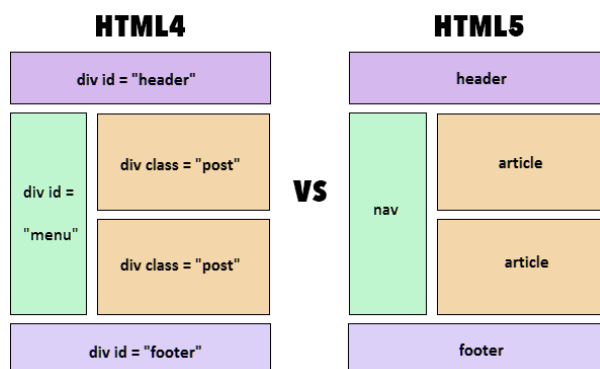 HTML4
div id = "header"
div id =
"menu"
div class = "post"
div class = "post"
div id = "footer"
VS
HTML5
header
nav
article
article
footer